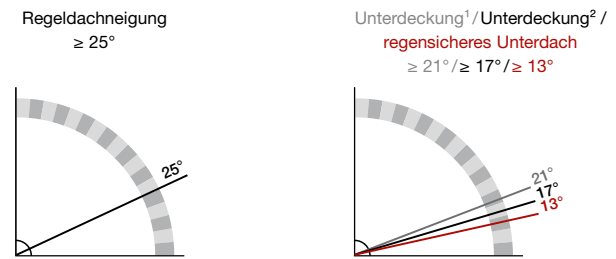 Regeldachneigung
≥ 25°
25°
Unterdeckung¹/Unterdeckung²/
regensicheres Unterdach
≥ 21°/≥ 17°/≥ 13°
21°
17°
13°